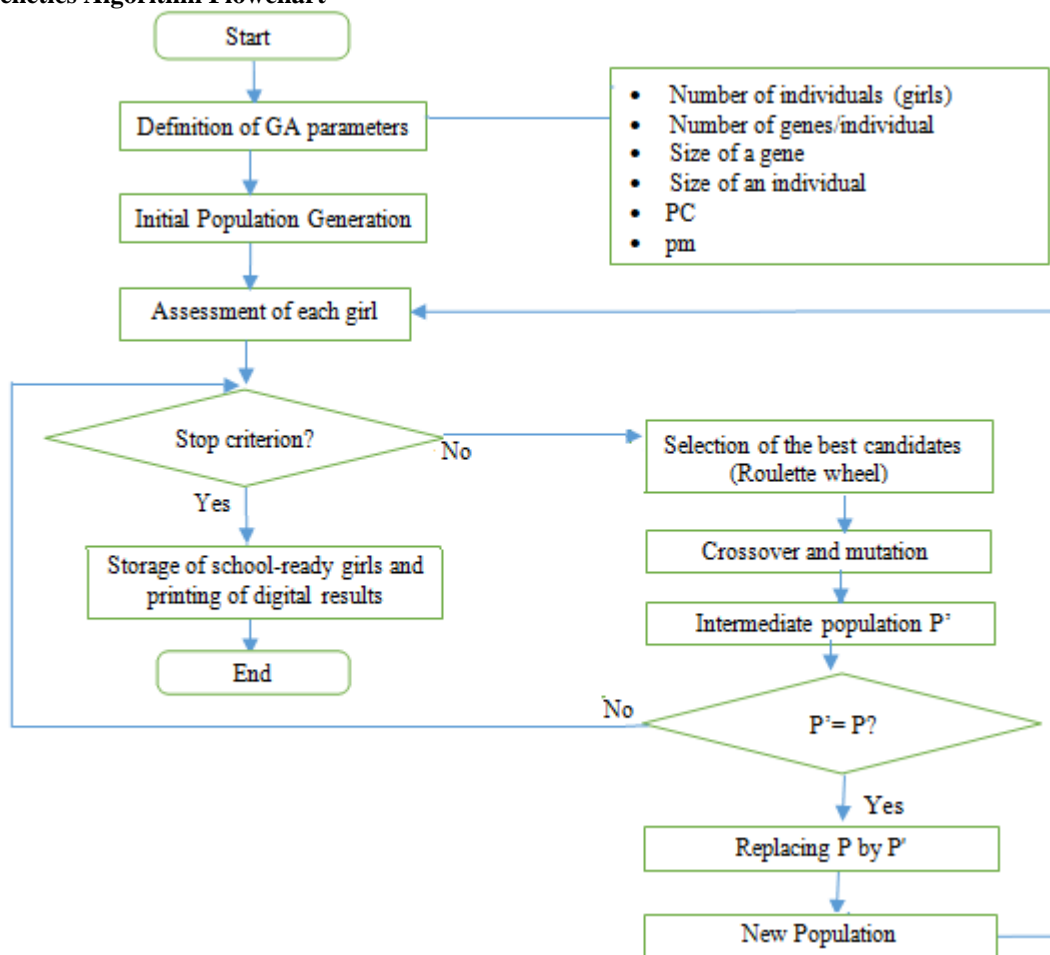 Start
Definition of GA parameters
• Number of individuals (girls)
• Number of genes/individual
• Size of a gene
• Size of an individual
• PC
• pm
Initial Population Generation
Assessment of each girl
Stop criterion?
No
Yes
Selection of the best candidates
(Roulette wheel)
Crossover and mutation
Storage of school-ready girls and
printing of digital results
Intermediate population P’
End
No
P’= P?
Yes
Replacing P by P'
New Population